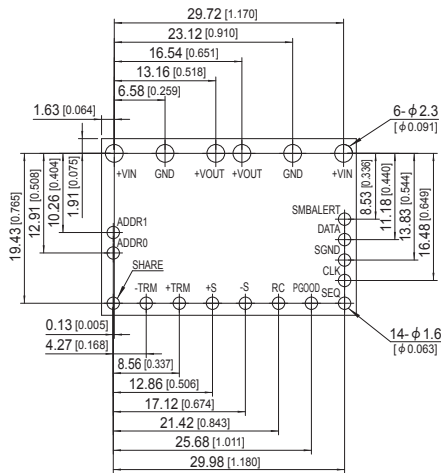 29.72 [1.170]
23.12 [0.910]
16.54 [0.651]
13.16 [0.518]
6.58 [0.259]
1.63 [0.064]
6-φ2.3
[φ0.091]
+VIN GND +VOUT +VOUT GND +VIN
19.43 [0.765]
12.91 [0.508]
10.26 [0.404]
1.91 [0.075]
8.53 [0.336]
11.18 [0.440]
13.83 [0.544]
16.48 [0.649]
SMBALERT
ADDR1
DATA
ADDR0
SGND
SHARE
CLK
-TRM +TRM +S -S RC PGOOD SEQ
0.13 [0.005]
14-φ1.6
[φ0.063]
4.27 [0.168]
8.56 [0.337]
12.86 [0.506]
17.12 [0.674]
21.42 [0.843]
25.68 [1.011]
29.98 [1.180]